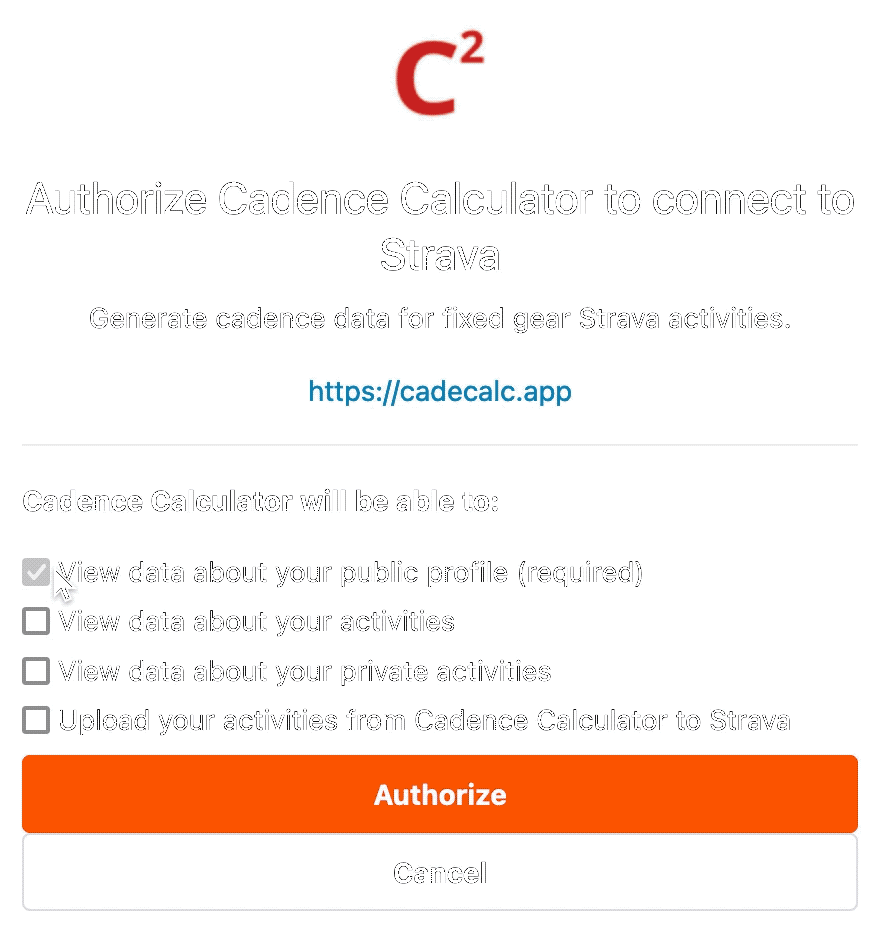 C²
Authorize Cadence Calculator to connect to
Strava
Generate cadence data for fixed gear Strava activities.
https://cadecalc.app
Cadence Calculator will be able to:
View data about your public profile (required)
View data about your activities
View data about your private activities
Upload your activities from Cadence Calculator to Strava
Authorize
Cancel